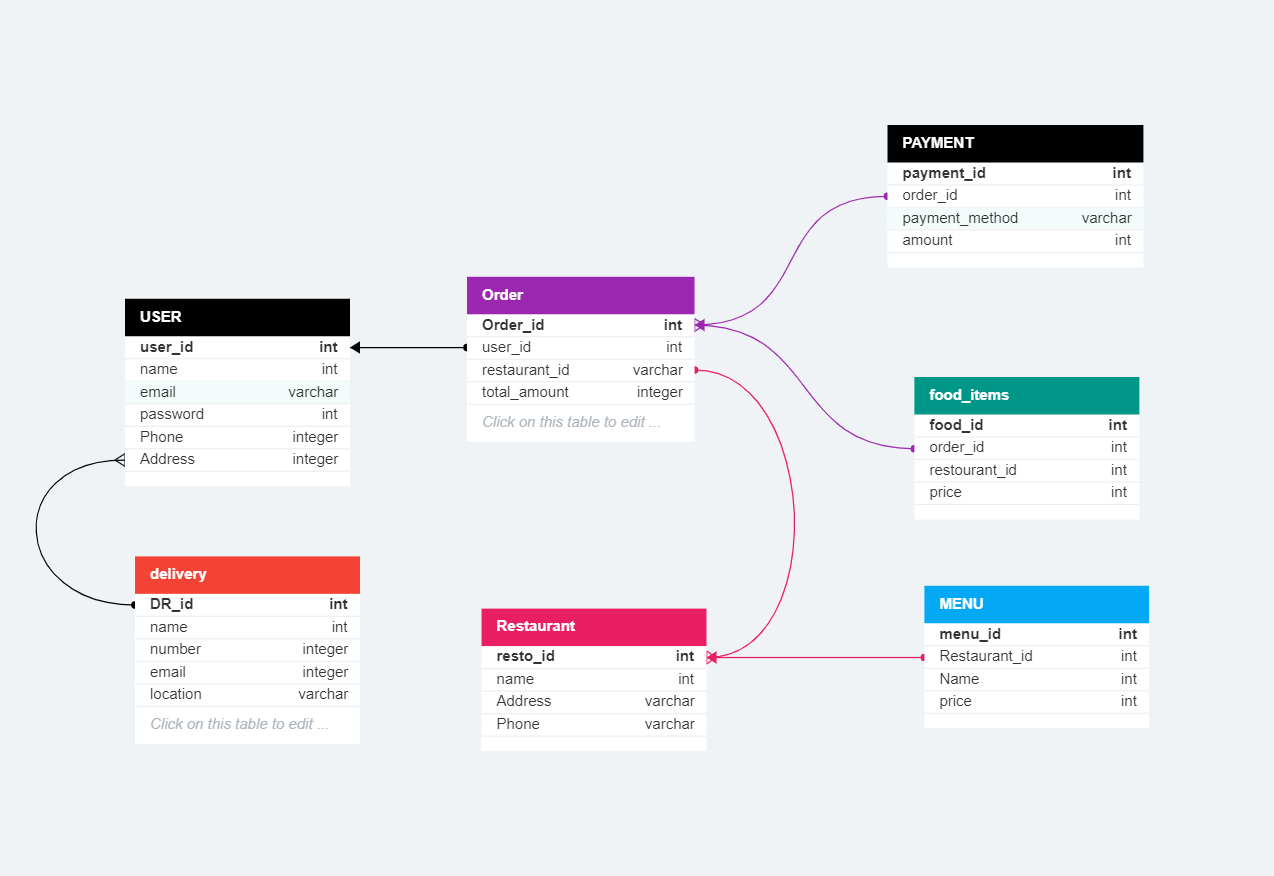 PAYMENT
payment_id int
order_id int
payment_method varchar
amount int
Order
Order_id int
user_id int
restaurant_id varchar
total_amount integer
Click on this table to edit ...
USER
user_id int
name int
email varchar
password int
Phone integer
Address integer
food_items
food_id int
order_id int
restourant_id int
price int
delivery
DR_id int
name int
number integer
email integer
location varchar
Click on this table to edit ...
Restaurant
resto_id int
name int
Address varchar
Phone varchar
MENU
menu_id int
Restaurant_id int
Name int
price int